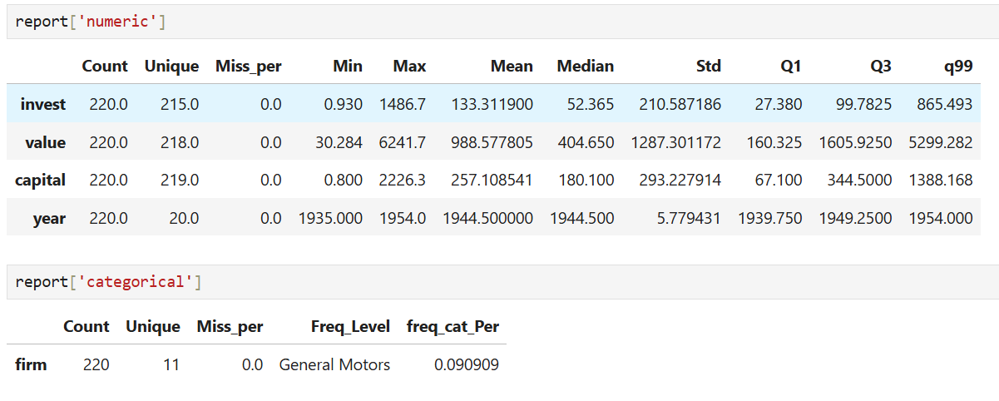 report['numeric']
Count Unique Miss_per Min Max Mean Median Std Q1 Q3 q99
invest 220.0 215.0 0.0 0.930 1486.7 133.311900 52.365 210.587186 27.380 99.7825 865.493
value 220.0 218.0 0.0 30.284 6241.7 988.577805 404.650 1287.301172 160.325 1605.9250 5299.282
capital 220.0 219.0 0.0 0.800 2226.3 257.108541 180.100 293.227914 67.100 344.5000 1388.168
year 220.0 20.0 0.0 1935.000 1954.0 1944.500000 1944.500 5.779431 1939.750 1949.2500 1954.000
report['categorical']
Count Unique Miss_per Freq_Level freq_cat_Per
firm 220 11 0.0 General Motors 0.090909